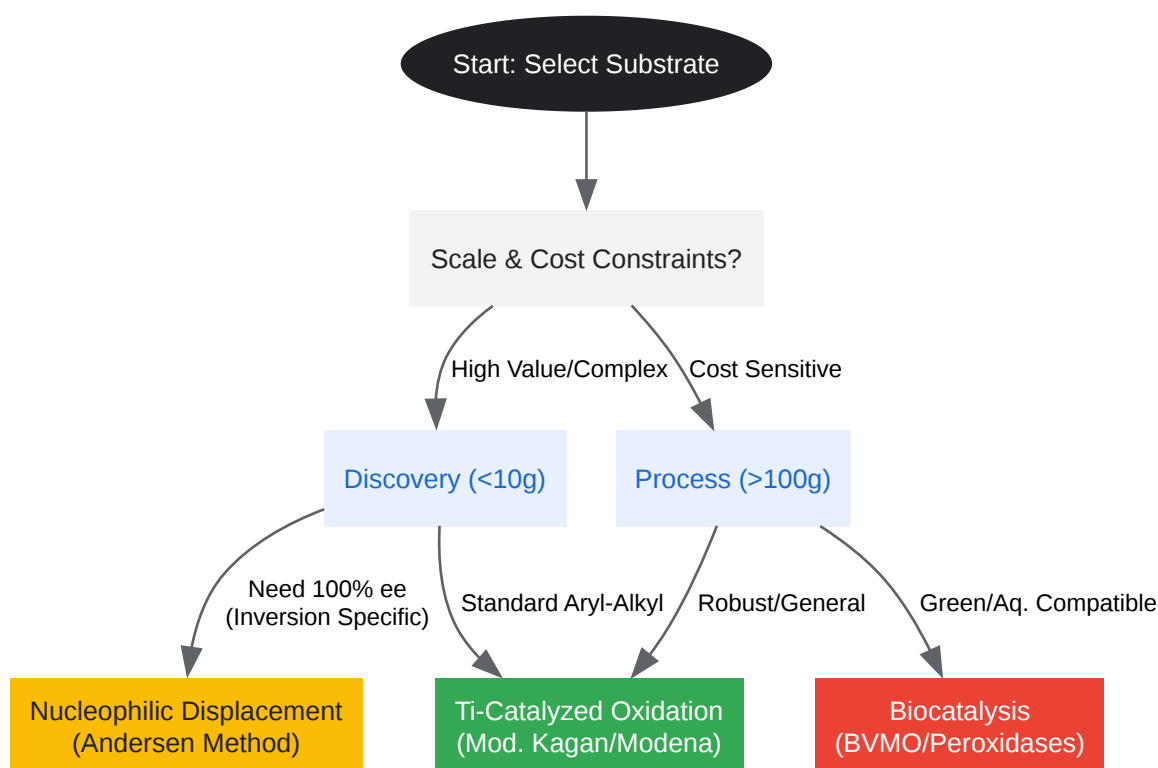 Start: Select Substrate
Scale & Cost Constraints?
High Value/Complex
Cost Sensitive
Discovery (<10g)
Process (>100g)
Need 100% ee
(Inversion Specific)
Standard Aryl-Alkyl
Robust/General
Green/Aq. Compatible
Nucleophilic Displacement
(Andersen Method)
Ti-Catalyzed Oxidation
(Mod. Kagan/Modena)
Biocatalysis
(BVMO/Peroxidases)